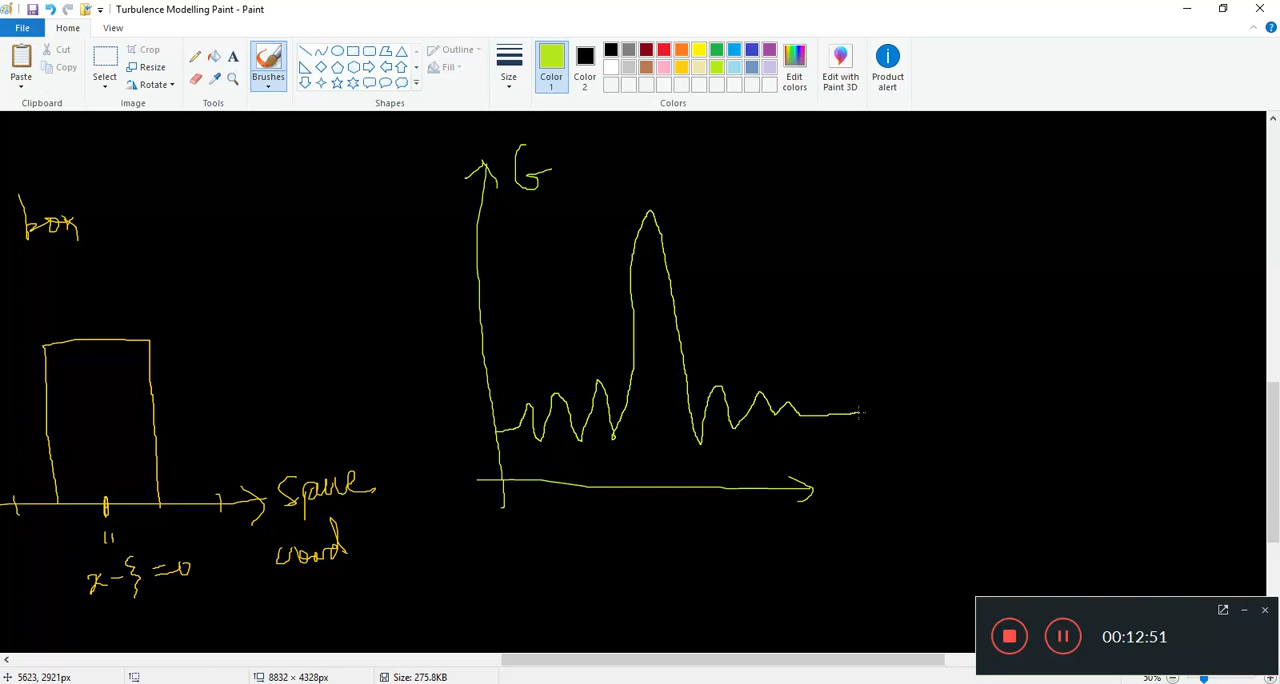 Turbulence Modelling Paint - Paint
File
Home
View
Paste
Cut
Copy
Clipboard
Select
Crop
Resize
Rotate
Image
Tools
Brushes
Shapes
Outline
Fill
Size
Color
1
Color
2
Edit
colors
Colors
Edit with
Paint 3D
Product
alert
G
box
x - ξ = 0
00:12:51
5623, 2921px
8832 × 4328px
Size: 275.8KB
50%